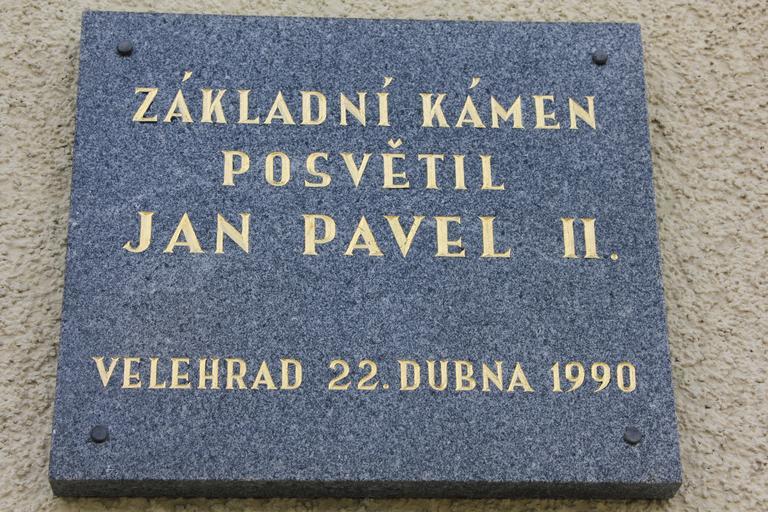 ZÁKLADNÍ KÁMEN
POSVĚTIL
JAN PAVEL II.
VELEHRAD 22. DUBNA 1990